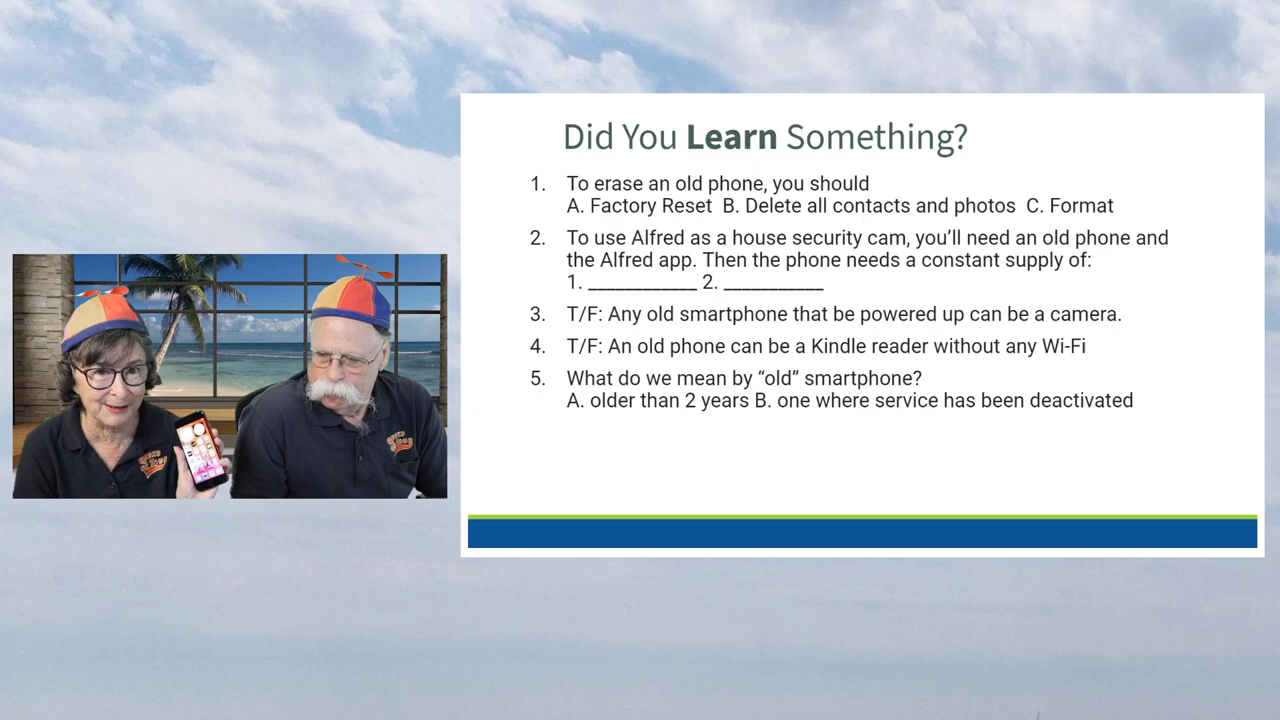 Did You Learn Something?
1. To erase an old phone, you should
A. Factory Reset B. Delete all contacts and photos C. Format
2. To use Alfred as a house security cam, you’ll need an old phone and
the Alfred app. Then the phone needs a constant supply of:
1. ____________ 2. ___________
3. T/F: Any old smartphone that be powered up can be a camera.
4. T/F: An old phone can be a Kindle reader without any Wi-Fi
5. What do we mean by “old” smartphone?
A. older than 2 years B. one where service has been deactivated